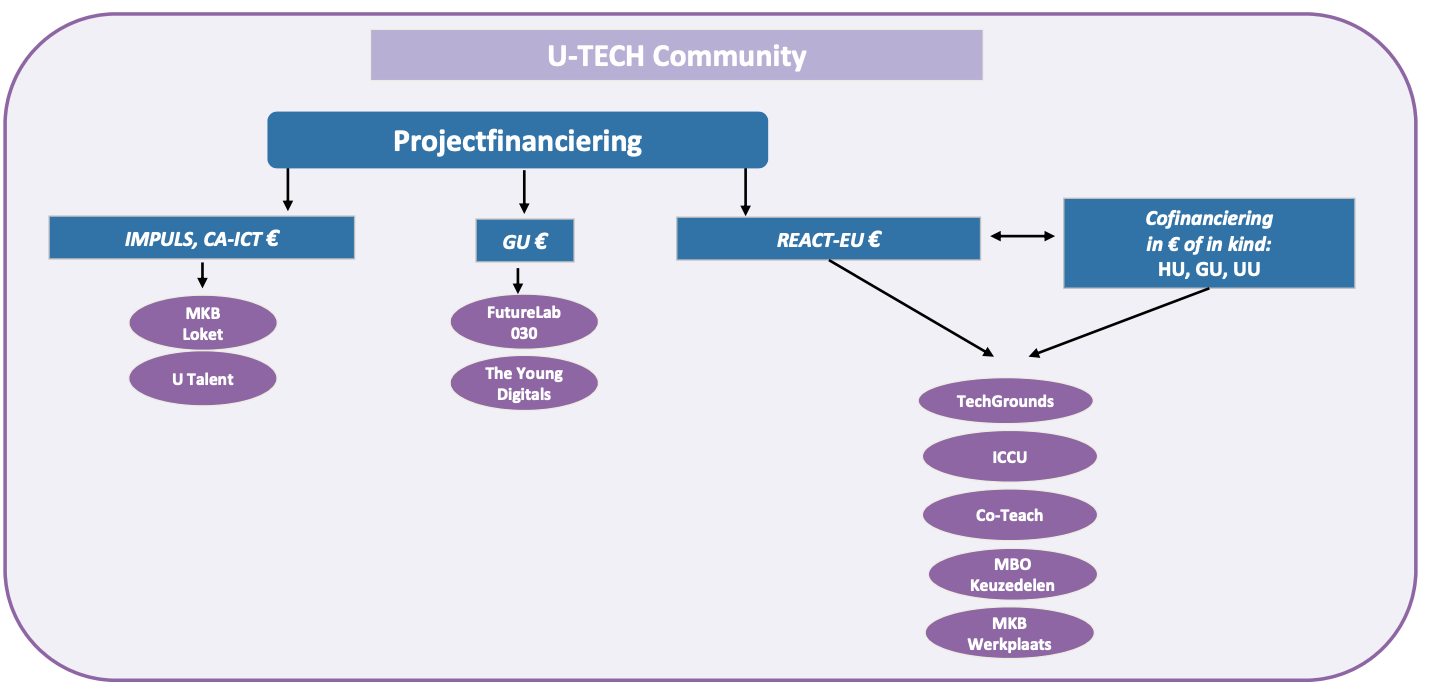 U-TECH Community
Projectfinanciering
IMPULS, CA-ICT €
GU €
REACT-EU €
Cofinanciering
in € of in kind:
HU, GU, UU
MKB
Loket
U Talent
FutureLab
030
The Young
Digitals
TechGrounds
ICCU
Co-Teach
MBO
Keuzedelen
MKB
Werkplaats